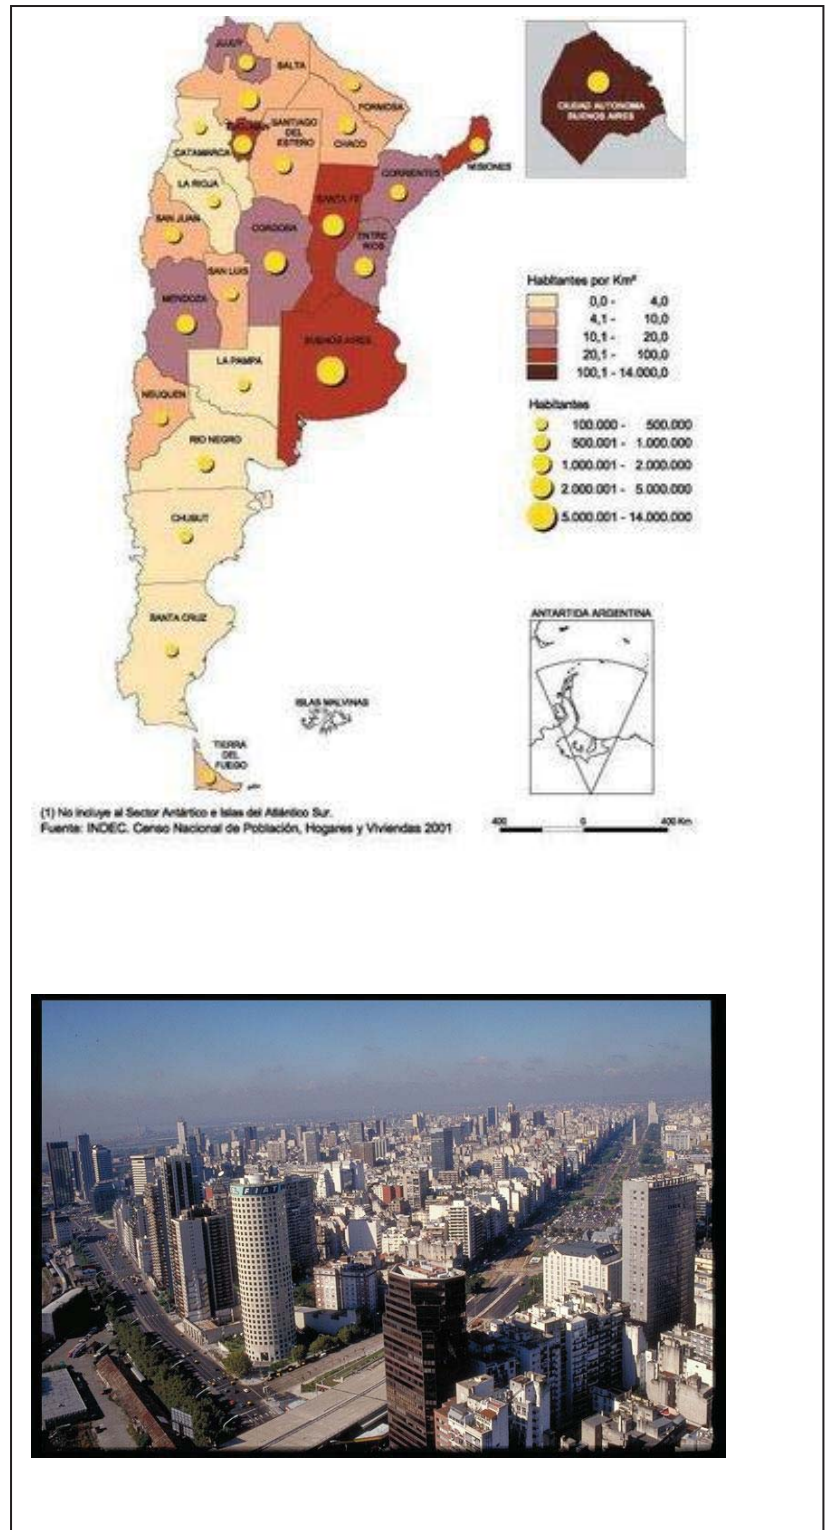 JUJUY
SALTA
FORMOSA
CIUDAD AUTONOMA
BUENOS AIRES
SANTIAGO
DEL
ESTERO
CHACO
CATAMARCA
MISIONES
CORRIENTES
LA RIOJA
SANTA FE
SAN JUAN
CORDOBA
ENTRE
RIOS
SAN LUIS
MENDOZA
BUENOS AIRES
LA PAMPA
NEUQUEN
RIO NEGRO
CHUBUT
SANTA CRUZ
TIERRA
DEL
FUEGO
ISLAS MALVINAS
Habitantes por Km²
0,0 - 4,0
4,1 - 10,0
10,1 - 20,0
20,1 - 100,0
100,1 - 14.000,0
Habitantes
100.000 - 500.000
500.001 - 1.000.000
1.000.001 - 2.000.000
2.000.001 - 5.000.000
5.000.001 - 14.000.000
ANTARTIDA ARGENTINA
(1) No incluye al Sector Antártico e Islas del Atlántico Sur.
Fuente: INDEC. Censo Nacional de Población, Hogares y Viviendas 2001
400 0 400 Km
FIAT